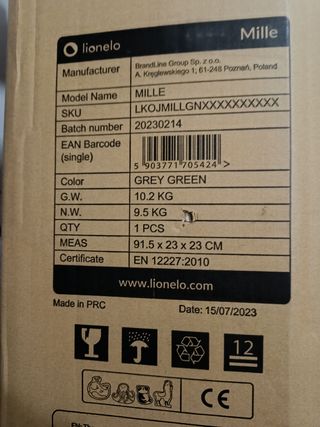 lionelo Mille
Manufacturer BrandLine Group Sp. z o.o.
A. Kręglewskiego 1, 61-248 Poznań, Poland
Model Name MILLE
SKU LKOJMILLGNXXXXXXXXXX
Batch number 20230214
EAN Barcode
(single)
5 903771 705424 >
Color GREY GREEN
G.W. 10.2 KG
N.W. 9.5 KG
QTY 1 PCS
MEAS 91.5 x 23 x 23 CM
Certificate EN 12227:2010
www.lionelo.com
Made in PRC Date: 15/07/2023
12
CE